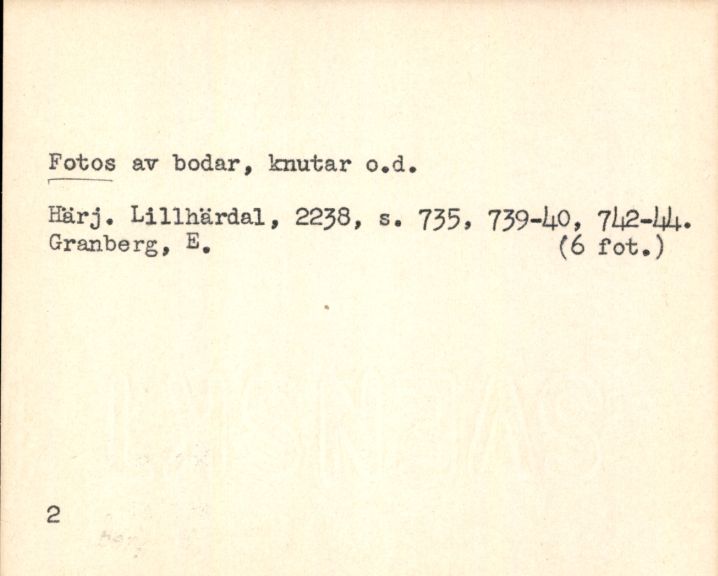 Fotos av bodar, knutar o.d.
Härj. Lillhärdal, 2238, s. 735, 739-40, 742-44.
Granberg, E. (6 fot.)
2